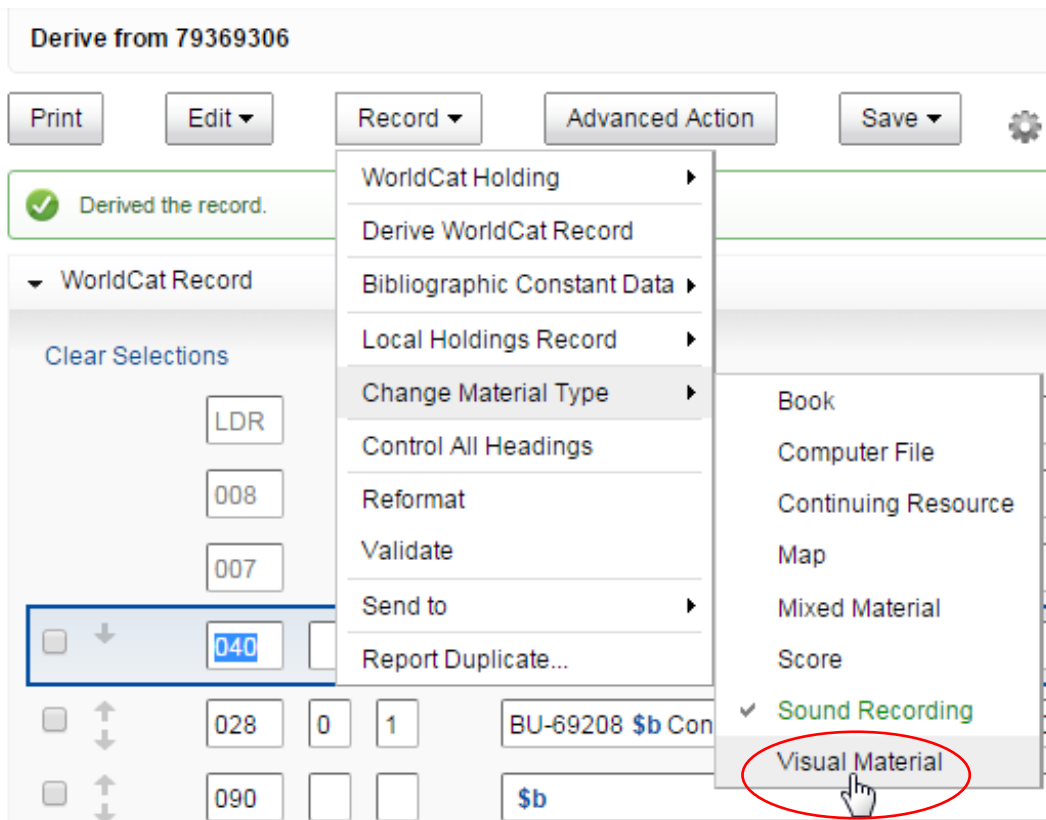 Derive from 79369306
Print Edit Record Advanced Action Save
Derived the record.
WorldCat Record
Clear Selections
WorldCat Holding
Derive WorldCat Record
Bibliographic Constant Data
Local Holdings Record
Change Material Type
Control All Headings
Reformat
Validate
Send to
Report Duplicate...
Book
Computer File
Continuing Resource
Map
Mixed Material
Score
Sound Recording
Visual Material
LDR
008
007
040
028 0 1 BU-69208 $b Con
090 $b